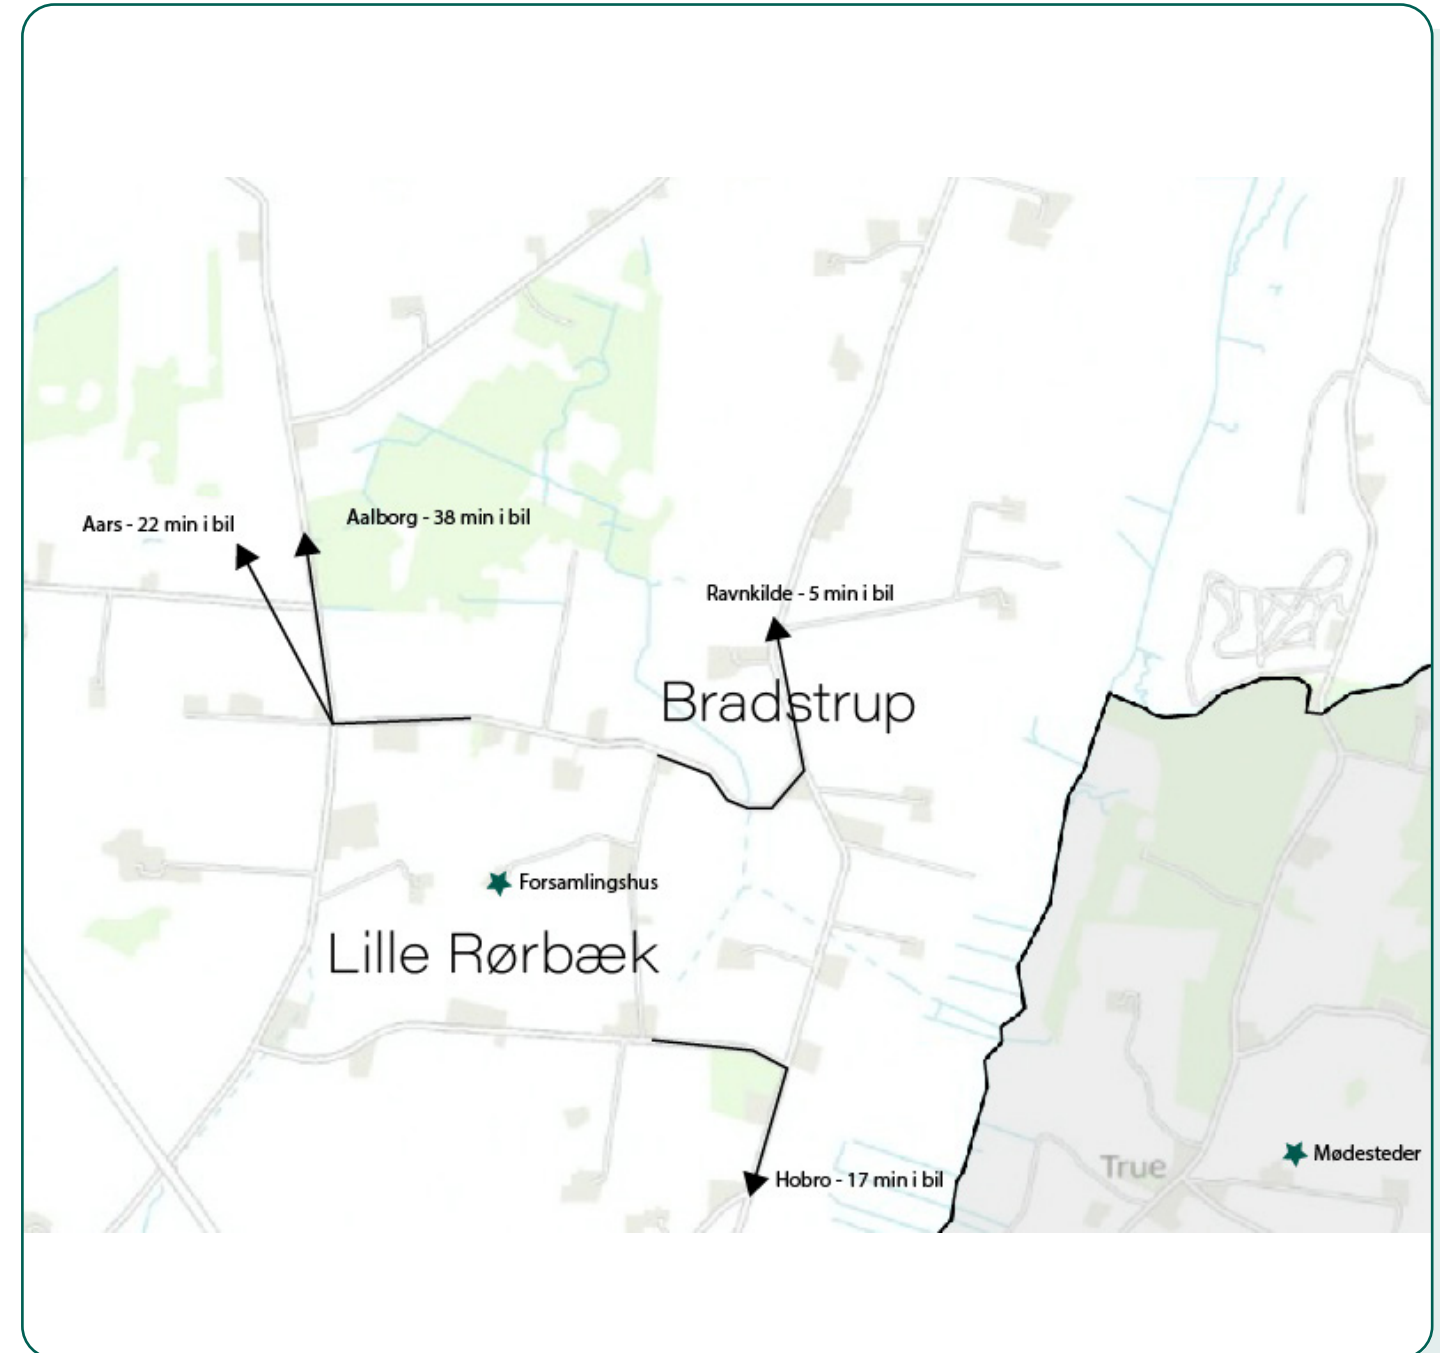 Aars - 22 min i bil
Aalborg - 38 min i bil
Ravnkilde - 5 min i bil
Bradstrup
Forsamlingshus
Lille Rørbæk
True
Mødesteder
Hobro - 17 min i bil